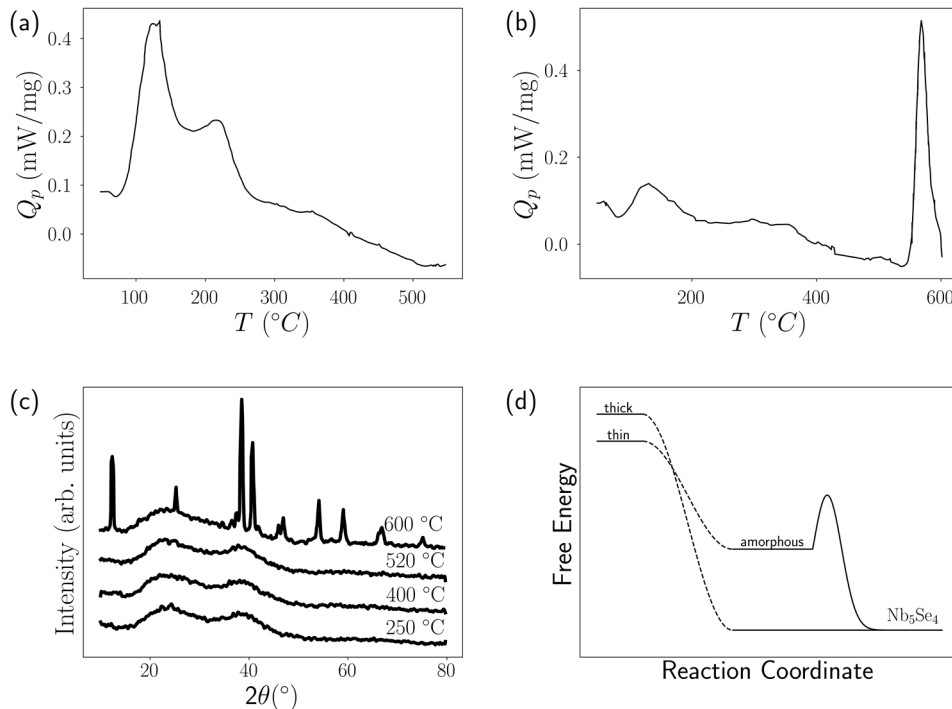 (a)
0.4
0.3
0.2
0.1
0.0
Q_p (mW/mg)
100 200 300 400 500
T (°C)
(b)
0.4
0.2
0.0
Q_p (mW/mg)
200 400 600
T (°C)
(c)
Intensity (arb. units)
600 °C
520 °C
400 °C
250 °C
20 40 60 80
2θ(°)
(d)
Free Energy
thick
thin
amorphous
Nb₅Se₄
Reaction Coordinate